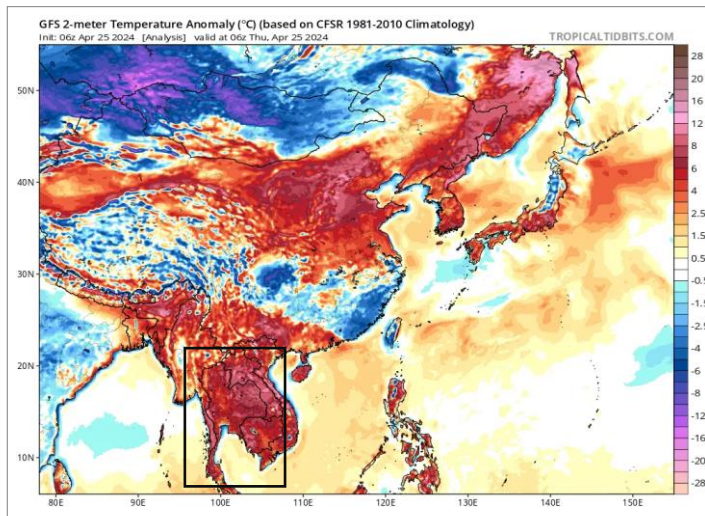 GFS 2-meter Temperature Anomaly (°C) (based on CFSR 1981-2010 Climatology)
Init: 06z Apr 25 2024 [Analysis] valid at 06z Thu, Apr 25 2024
TROPICALTIDBITS.COM
50N
40N
30N
20N
10N
80E
90E
100E
110E
120E
130E
140E
150E
28
20
16
12
8
6
4
2.5
1.5
0.5
-0.5
-1.5
-2.5
-4
-6
-8
-12
-16
-20
-28